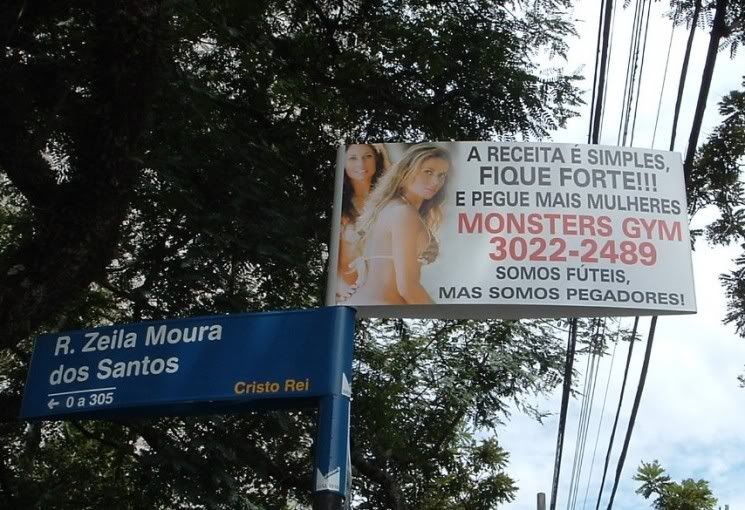 A RECEITA É SIMPLES,
FIQUE FORTE!!!
E PEGUE MAIS MULHERES
MONSTERS GYM
3022-2489
SOMOS FÚTEIS,
MAS SOMOS PEGADORES!
R. Zeila Moura
dos Santos
← 0 a 305
Cristo Rei